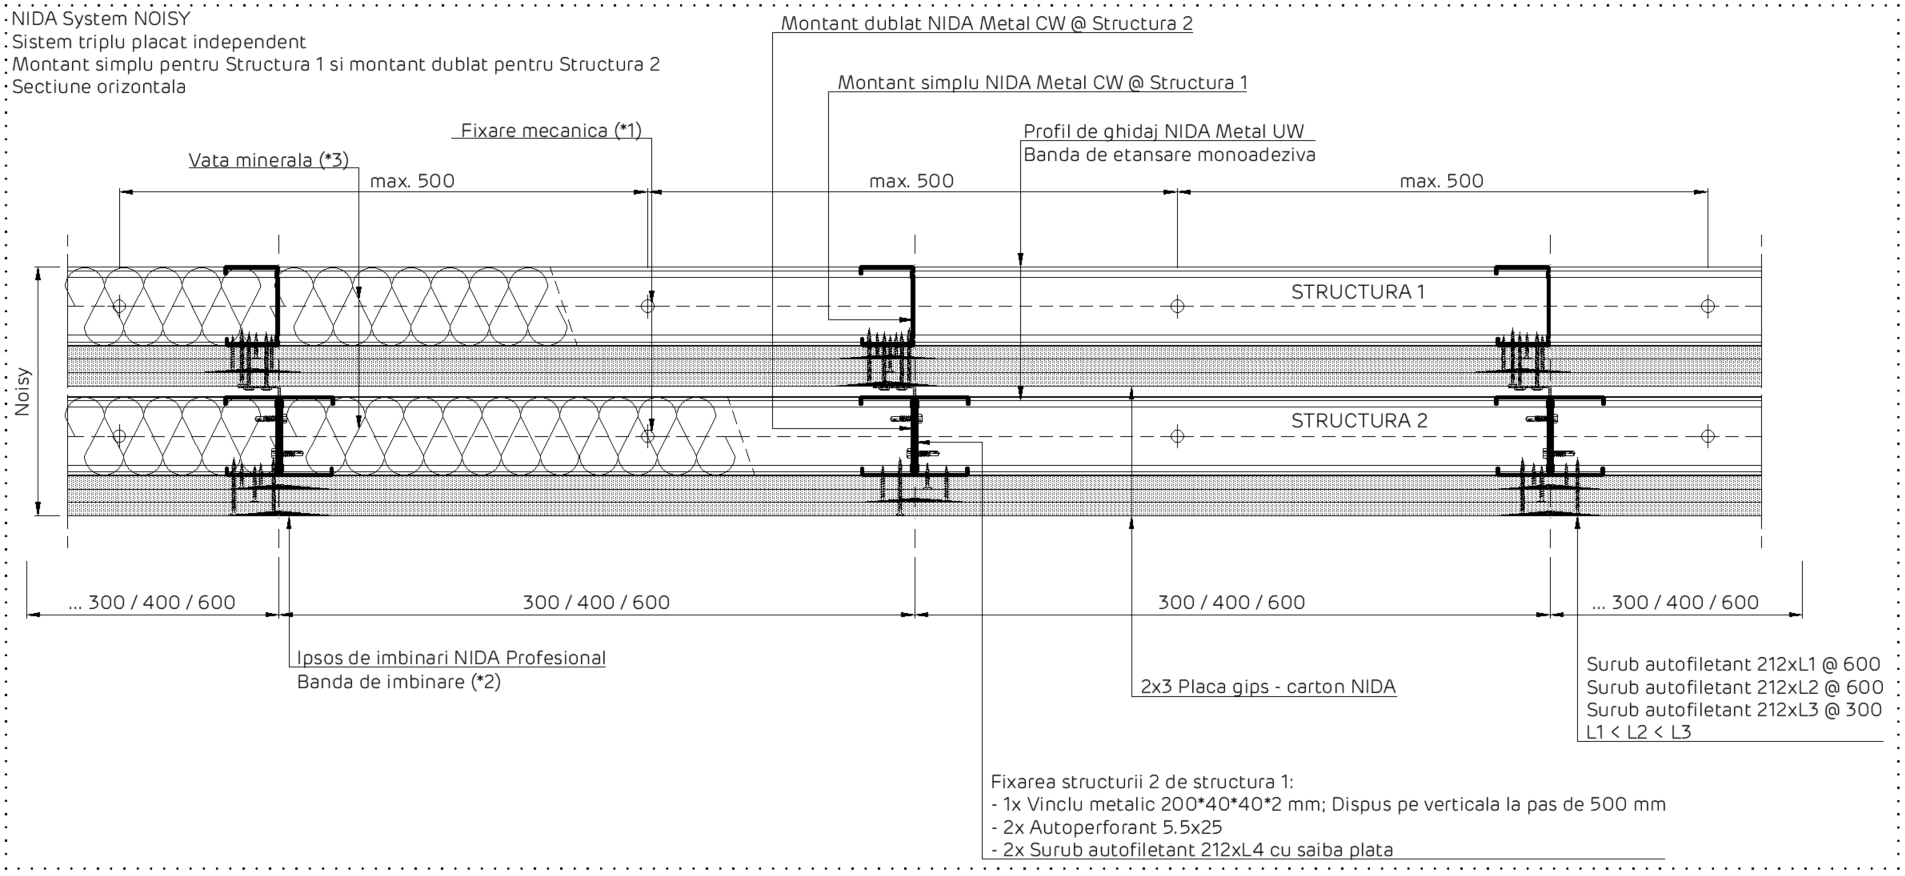 NIDA System NOISY
Sistem triplu placat independent
Montant simplu pentru Structura 1 si montant dublat pentru Structura 2
Sectiune orizontala
Montant dublat NIDA Metal CW @ Structura 2
Montant simplu NIDA Metal CW @ Structura 1
Fixare mecanica (*1)
Profil de ghidaj NIDA Metal UW
Banda de etansare monoadeziva
Vata minerala (*3)
max. 500
max. 500
max. 500
STRUCTURA 1
Noisy
STRUCTURA 2
... 300 / 400 / 600
300 / 400 / 600
300 / 400 / 600
... 300 / 400 / 600
Ipsos de imbinari NIDA Profesional
Banda de imbinare (*2)
2x3 Placa gips - carton NIDA
Surub autofiletant 212xL1 @ 600
Surub autofiletant 212xL2 @ 600
Surub autofiletant 212xL3 @ 300
L1 < L2 < L3
Fixarea structurii 2 de structura 1:
- 1x Vinclu metalic 200*40*40*2 mm; Dispus pe verticala la pas de 500 mm
- 2x Autoperforant 5.5x25
- 2x Surub autofiletant 212xL4 cu saiba plata